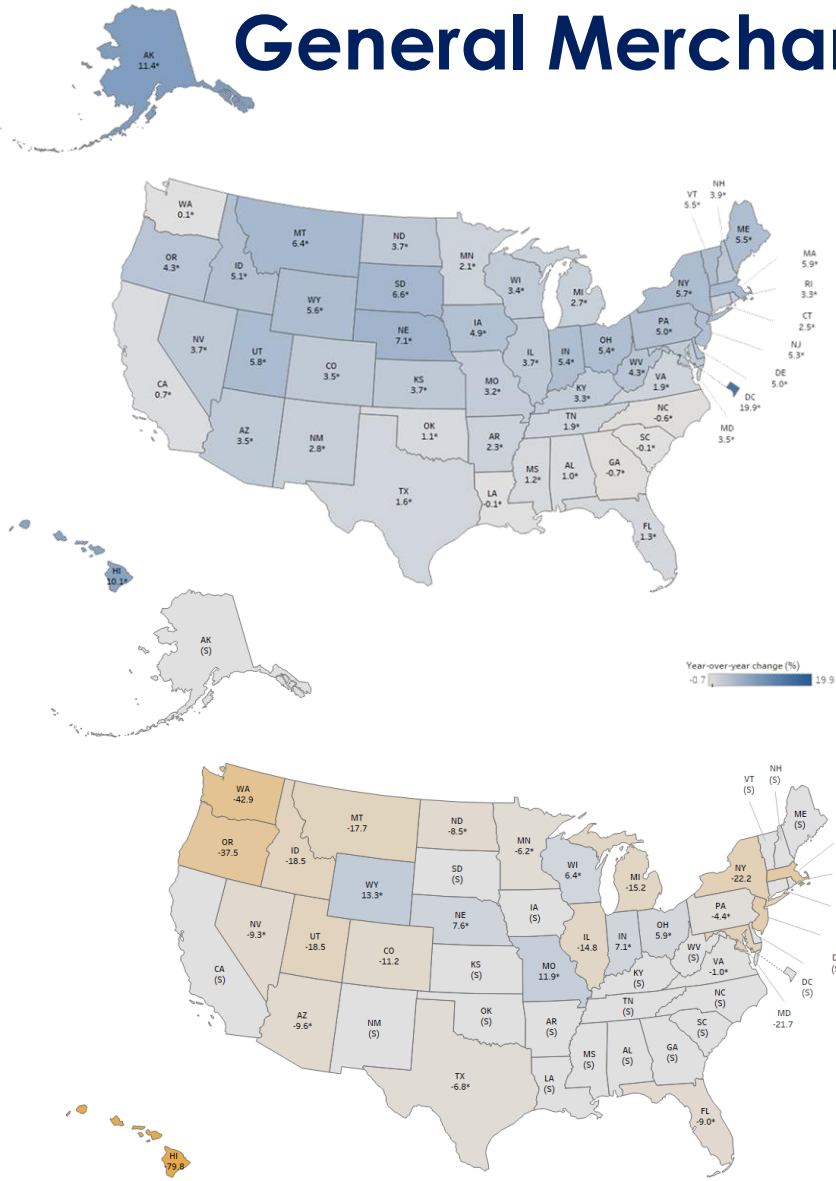 General Merchar
AK
11.4*
WA
0.1*
MT
6.4*
ND
3.7*
MN
2.1*
VT
5.5*
NH
3.9*
ME
5.5*
OR
4.3*
ID
5.1*
SD
6.6*
WI
3.4*
MI
2.7*
NY
5.7*
MA
5.9*
RI
3.3*
CT
2.5*
NJ
5.3*
DE
5.0*
DC
19.9*
MD
3.5*
WY
5.6*
NE
7.1*
IA
4.9*
PA
5.0*
NV
3.7*
UT
5.8*
CO
3.5*
KS
3.7*
MO
3.2*
IL
3.7*
IN
5.4*
OH
5.4*
WV
4.3*
VA
1.9*
KY
3.3*
CA
0.7*
AZ
3.5*
NM
2.8*
OK
1.1*
AR
2.3*
TN
1.9*
NC
-0.6*
SC
-0.1*
TX
1.6*
LA
-0.1*
MS
1.2*
AL
1.0*
GA
-0.7*
FL
1.3*
HI
10.1*
Year-over-year change (%)
-0.7
19.9
AK
(S)
WA
-42.9
MT
-17.7
ND
-8.5*
MN
-6.2*
VT
(S)
NH
(S)
ME
(S)
OR
-37.5
ID
-18.5
SD
(S)
WI
6.4*
MI
-15.2
NY
-22.2
WY
13.3*
NE
7.6*
IA
(S)
PA
-4.4*
NV
-9.3*
UT
-18.5
CO
-11.2
KS
(S)
MO
11.9*
IL
-14.8
IN
7.1*
OH
5.9*
WV
(S)
VA
-1.0*
KY
(S)
DC
(S)
MD
-21.7
CA
(S)
AZ
-9.6*
NM
(S)
OK
(S)
AR
(S)
TN
(S)
NC
(S)
SC
(S)
TX
-6.8*
LA
(S)
MS
(S)
AL
(S)
GA
(S)
FL
-9.0*
HI
-79.8